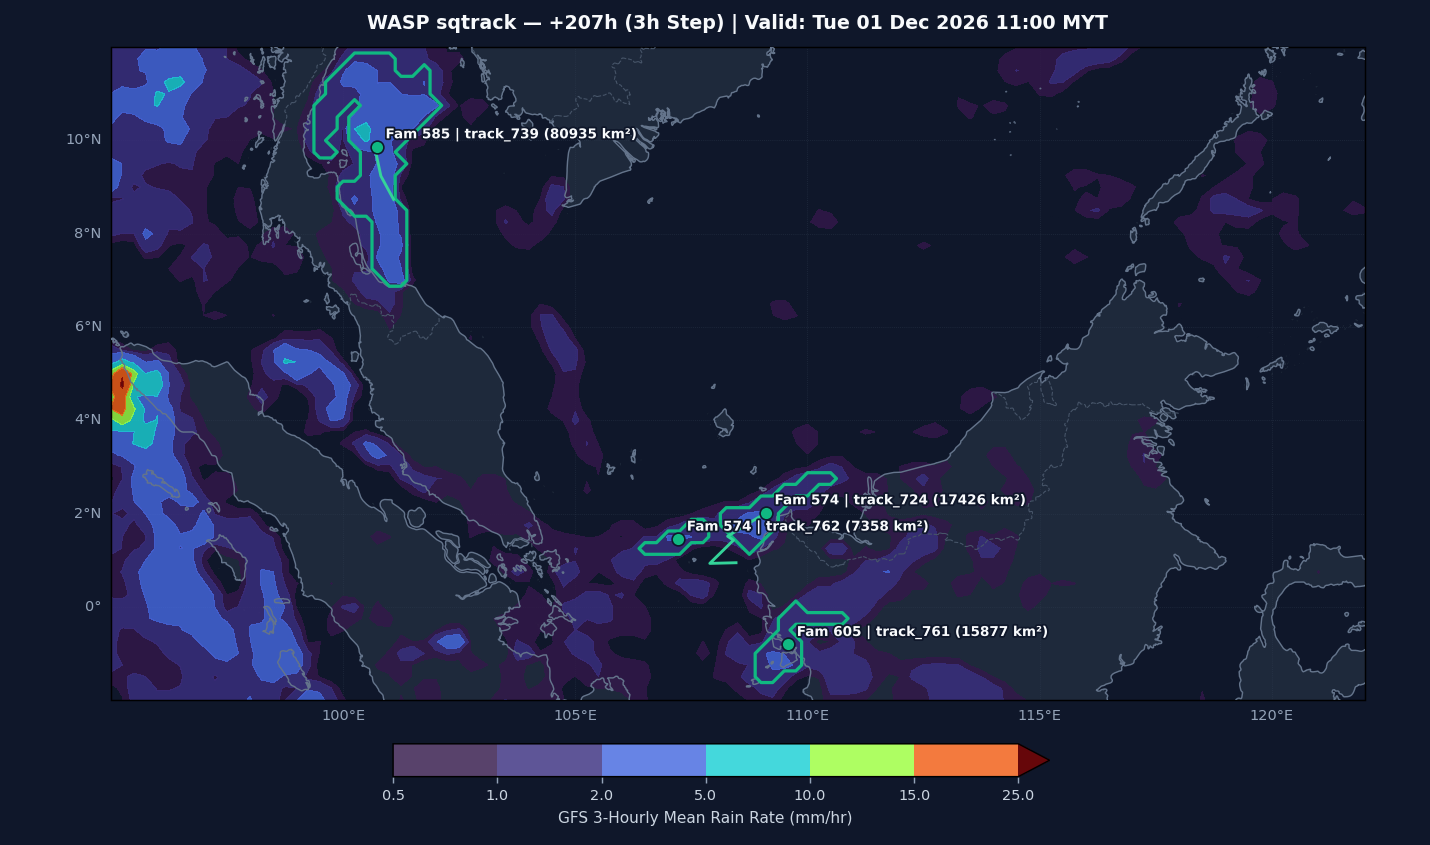 WASP sqtrack — +207h (3h Step) | Valid: Tue 01 Dec 2026 11:00 MYT
10°N
Fam 585 | track_739 (80935 km²)
8°N
6°N
4°N
2°N
Fam 574 | track_724 (17426 km²)
Fam 574 | track_762 (7358 km²)
0°
Fam 605 | track_761 (15877 km²)
100°E 105°E 110°E 115°E 120°E
0.5 1.0 2.0 5.0 10.0 15.0 25.0
GFS 3-Hourly Mean Rain Rate (mm/hr)